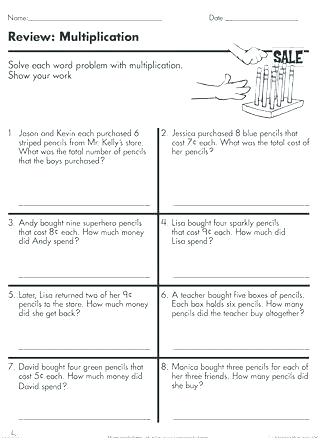 Name:
Date
Review: Multiplication
SALE
Solve each word problem with multiplication.
Show your work
1 Jason and Kevin each purchased 6
striped pencils from Mr. Kelly's store.
What was the total number of pencils
that the boys purchased?
2. Jessica purchased 8 blue pencils that
cost 7¢ each. What was the total cost of
her pencils?
3. Andy bought nine superhero pencils
that cost 8¢ each. How much money
did Andy spend?
4. Lisa bought four sparkly pencils
that cost 9¢ each. How much did
Lisa spend?
5. Later, Lisa returned two of her 9¢
pencils to the store. How much money
did she get back?
6. A teacher bought five boxes of pencils.
Each box holds six pencils. How many
pencils did the teacher buy altogether?
7. David bought four green pencils that
cost 5¢ each. How much money did
David spend?
8. Monica bought three pencils for each of
her three friends. How many pencils did
she buy?